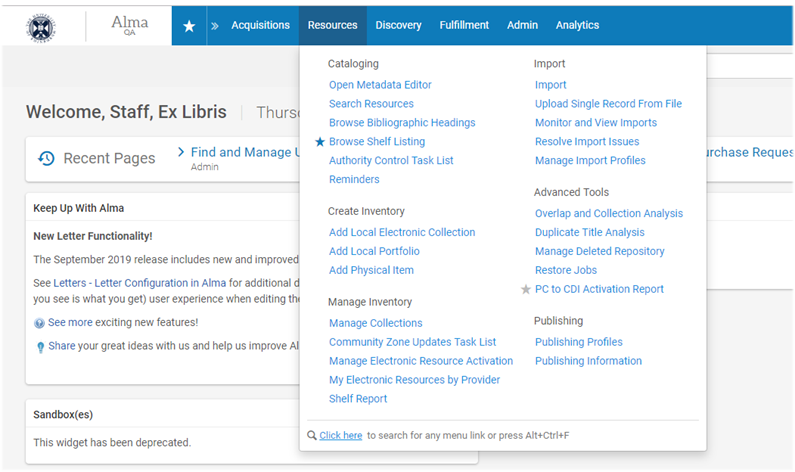 Alma
QA
Acquisitions
Resources
Discovery
Fulfillment
Admin
Analytics
Welcome, Staff, Ex Libris
Thursd
Recent Pages
Find and Manage U
Admin
urchase Reques
Keep Up With Alma
New Letter Functionality!
The September 2019 release includes new and improved
See Letters - Letter Configuration in Alma for additional d
you see is what you get) user experience when editing the
See more exciting new features!
Share your great ideas with us and help us improve Al
Sandbox(es)
This widget has been deprecated.
Cataloging
Open Metadata Editor
Search Resources
Browse Bibliographic Headings
Browse Shelf Listing
Authority Control Task List
Reminders
Create Inventory
Add Local Electronic Collection
Add Local Portfolio
Add Physical Item
Manage Inventory
Manage Collections
Community Zone Updates Task List
Manage Electronic Resource Activation
My Electronic Resources by Provider
Shelf Report
Import
Import
Upload Single Record From File
Monitor and View Imports
Resolve Import Issues
Manage Import Profiles
Advanced Tools
Overlap and Collection Analysis
Duplicate Title Analysis
Manage Deleted Repository
Restore Jobs
PC to CDI Activation Report
Publishing
Publishing Profiles
Publishing Information
Click here to search for any menu link or press Alt+Ctrl+F